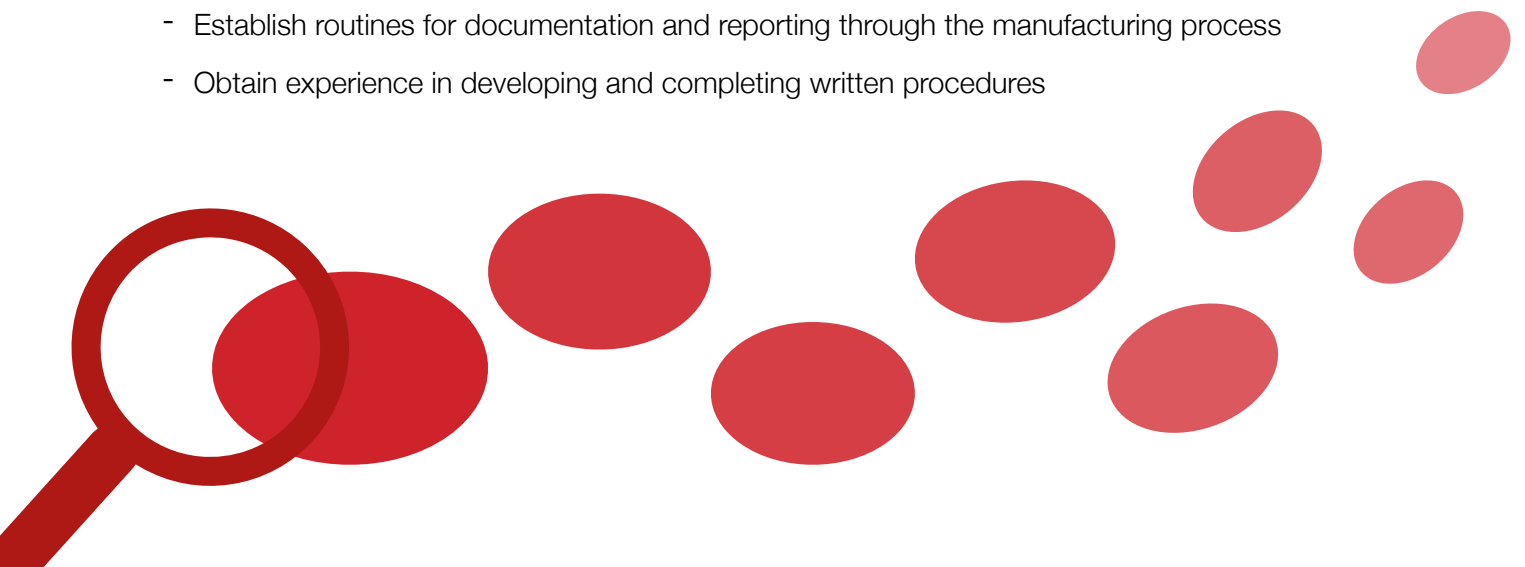 - Establish routines for documentation and reporting through the manufacturing process
- Obtain experience in developing and completing written procedures